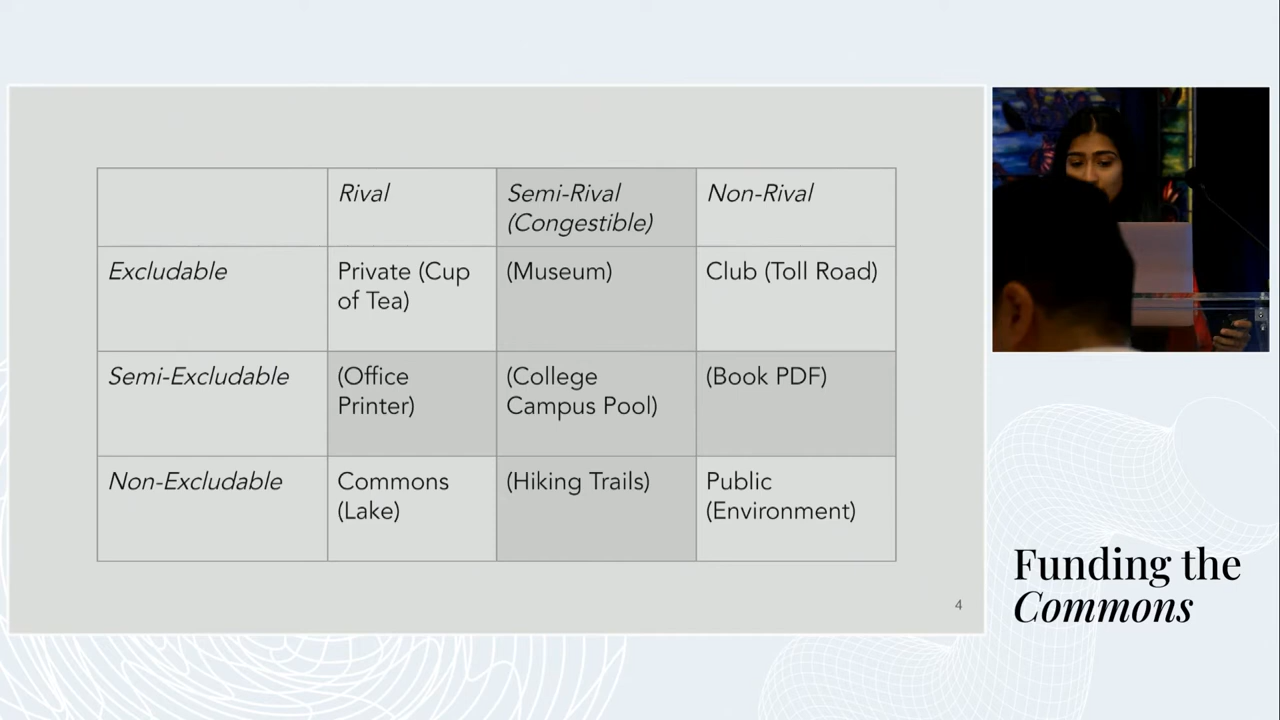 Rival
Semi-Rival
(Congestible)
Non-Rival
Excludable
Private (Cup
of Tea)
(Museum)
Club (Toll Road)
Semi-Excludable
(Office
Printer)
(College
Campus Pool)
(Book PDF)
Non-Excludable
Commons
(Lake)
(Hiking Trails)
Public
(Environment)
4
Funding the
Commons